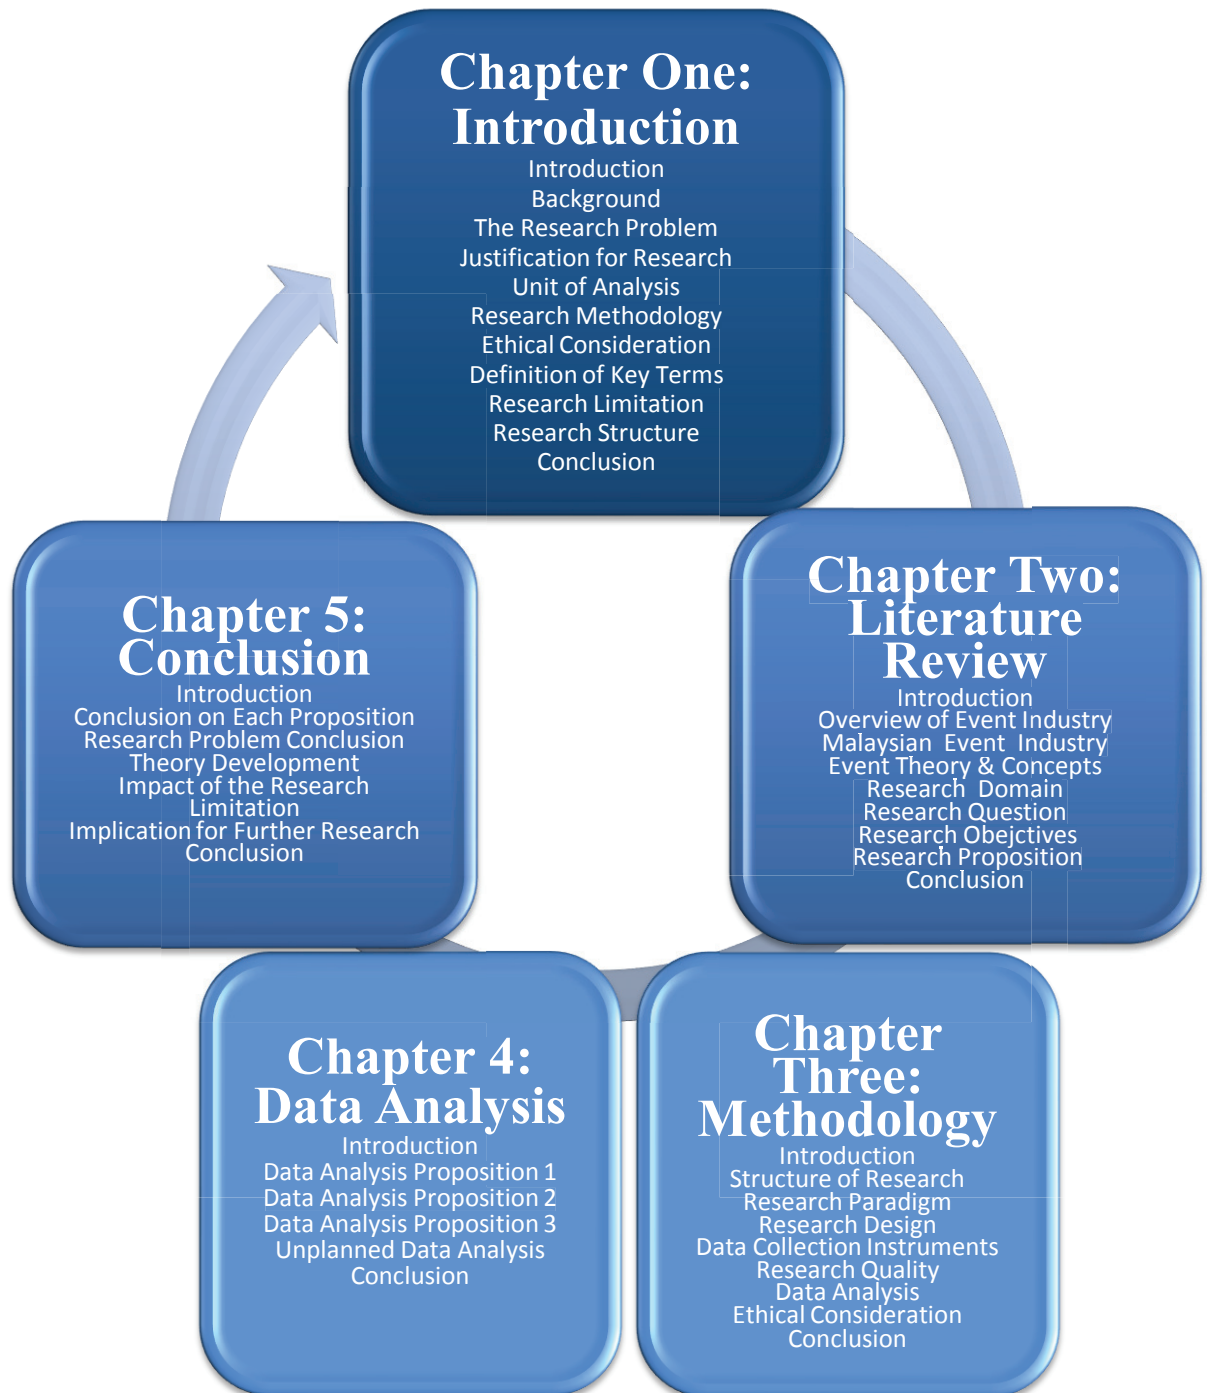 Chapter One:
Introduction
Introduction
Background
The Research Problem
Justification for Research
Unit of Analysis
Research Methodology
Ethical Consideration
Definition of Key Terms
Research Limitation
Research Structure
Conclusion
Chapter Two:
Literature
Review
Introduction
Overview of Event Industry
Malaysian Event Industry
Event Theory & Concepts
Research Domain
Research Question
Research Obejctives
Research Proposition
Conclusion
Chapter
Three:
Methodology
Introduction
Structure of Research
Research Paradigm
Research Design
Data Collection Instruments
Research Quality
Data Analysis
Ethical Consideration
Conclusion
Chapter 4:
Data Analysis
Introduction
Data Analysis Proposition 1
Data Analysis Proposition 2
Data Analysis Proposition 3
Unplanned Data Analysis
Conclusion
Chapter 5:
Conclusion
Introduction
Conclusion on Each Proposition
Research Problem Conclusion
Theory Development
Impact of the Research
Limitation
Implication for Further Research
Conclusion